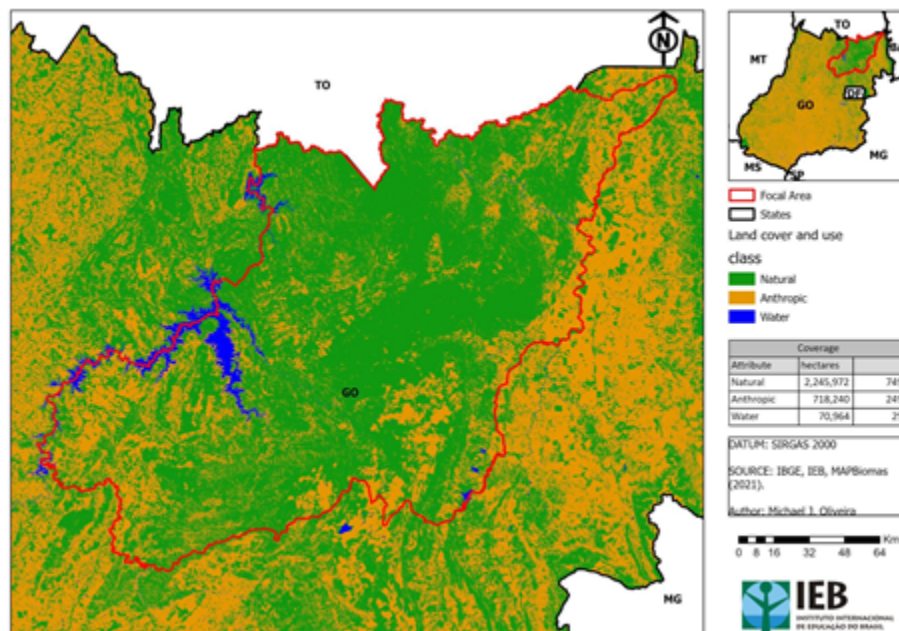 N
TO
GO
MG
TO
BA
MT
GO
DF
MG
MS
SP
Focal Area
States
Land cover and use
class
Natural
Anthropic
Water
Coverage
Attribute hectares
Natural 2,245,972
Anthropic 718,240
Water 70,964
DATUM: SIRGAS 2000
SOURCE: IBGE, IEB, MAPBiomas
(2021).
Author: Michael J. Oliveira
Km
0 8 16 32 48 64
IEB
INSTITUTO INTERNACIONAL
DE EDUCAÇÃO DO BRASIL